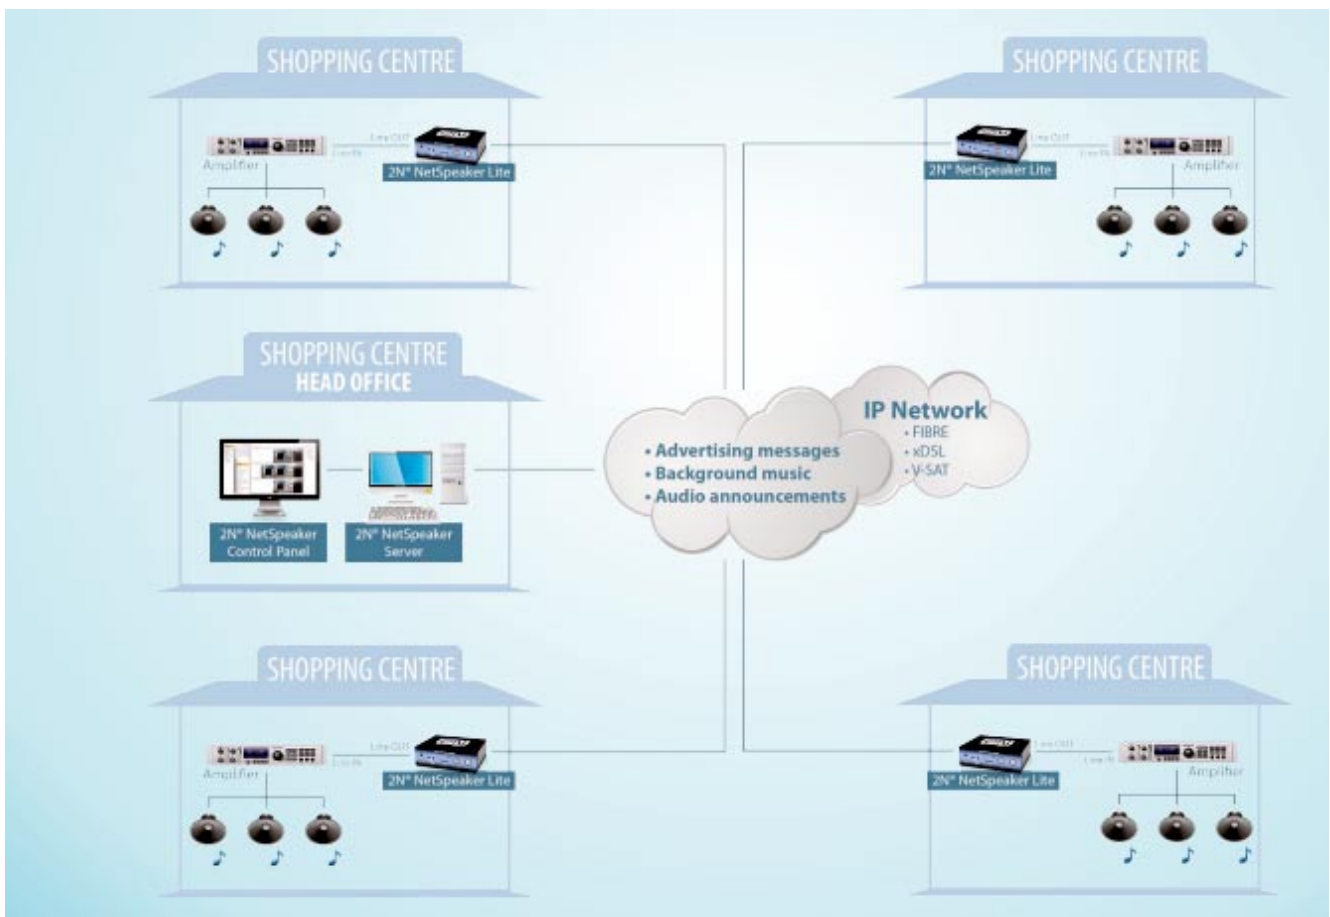 SHOPPING CENTRE
Line OUT
Line IN
Amplifier
2N® NetSpeaker Lite
SHOPPING CENTRE
Line OUT
Line IN
2N® NetSpeaker Lite
Amplifier
SHOPPING CENTRE
HEAD OFFICE
2N® NetSpeaker
Control Panel
2N® NetSpeaker
Server
• Advertising messages
• Background music
• Audio announcements
IP Network
• FIBRE
• xDSL
• V-SAT
SHOPPING CENTRE
Line OUT
Line IN
Amplifier
2N® NetSpeaker Lite
SHOPPING CENTRE
Line OUT
Line IN
2N® NetSpeaker Lite
Amplifier